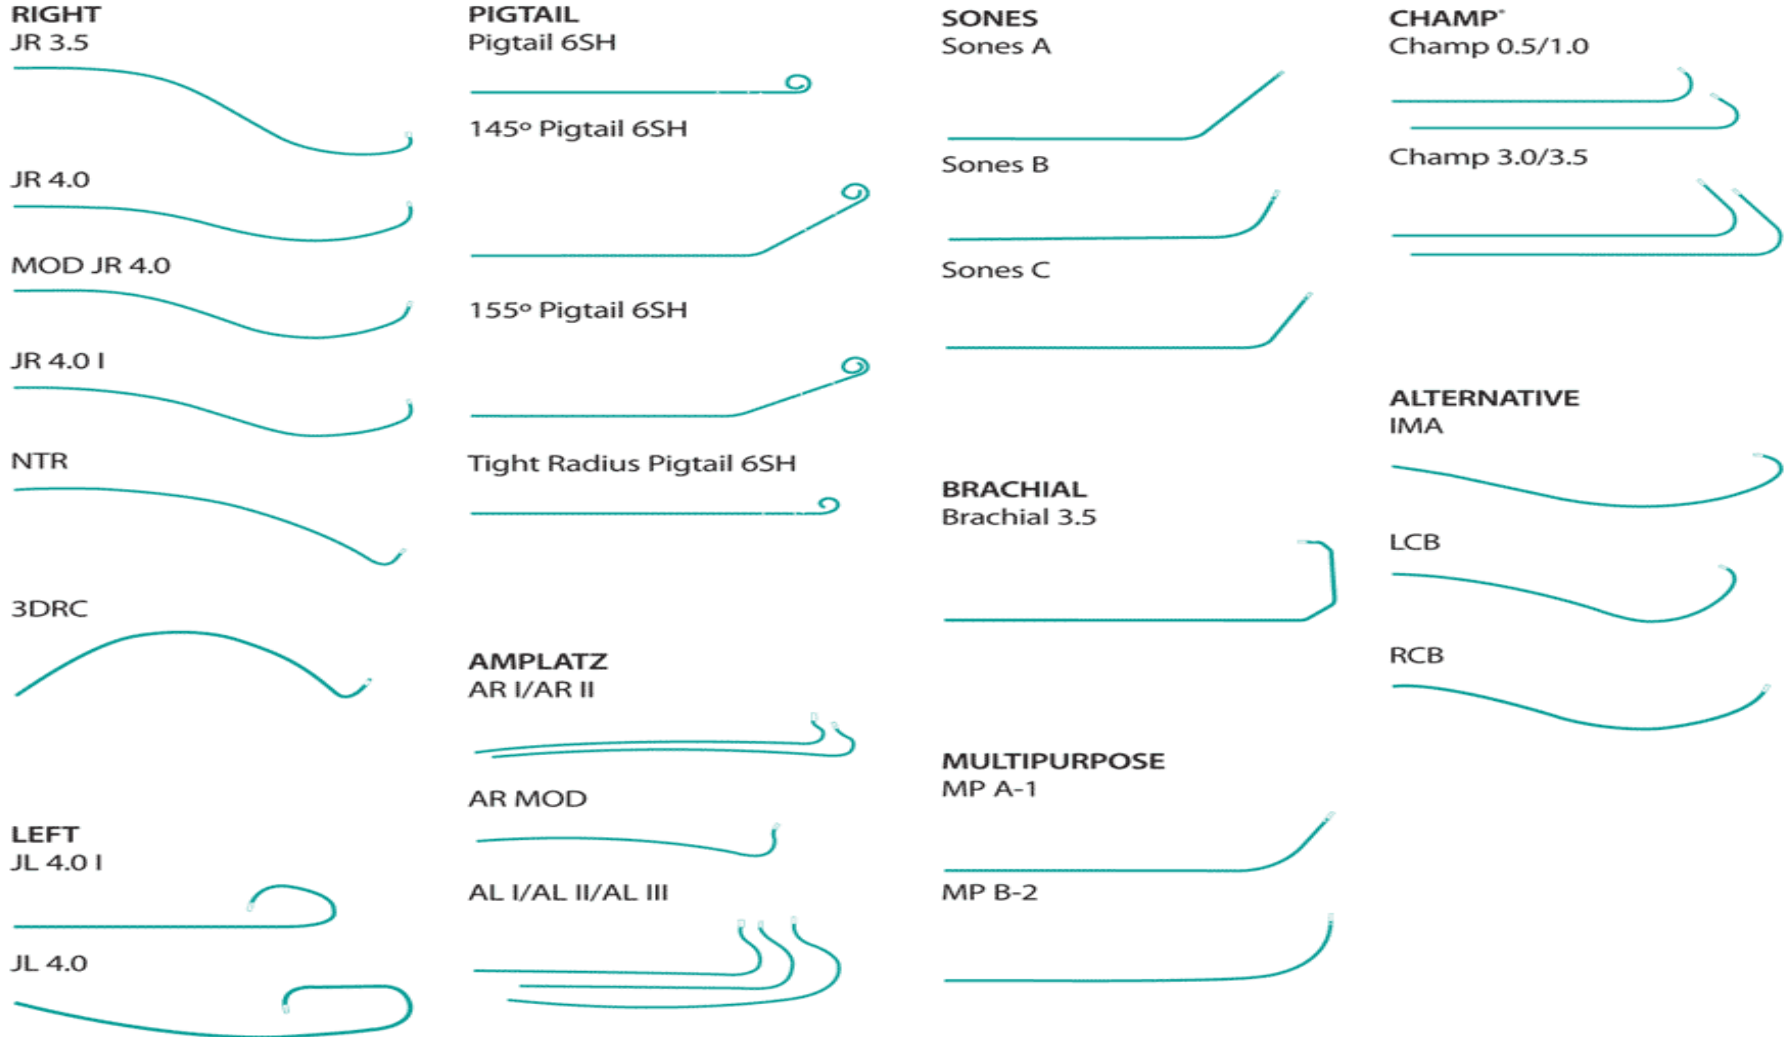 RIGHT
JR 3.5
JR 4.0
MOD JR 4.0
JR 4.0 I
NTR
3DRC
LEFT
JL 4.0 I
JL 4.0
PIGTAIL
Pigtail 6SH
145º Pigtail 6SH
155º Pigtail 6SH
Tight Radius Pigtail 6SH
AMPLATZ
AR I/AR II
AR MOD
AL I/AL II/AL III
SONES
Sones A
Sones B
Sones C
BRACHIAL
Brachial 3.5
MULTIPURPOSE
MP A-1
MP B-2
CHAMP®
Champ 0.5/1.0
Champ 3.0/3.5
ALTERNATIVE
IMA
LCB
RCB